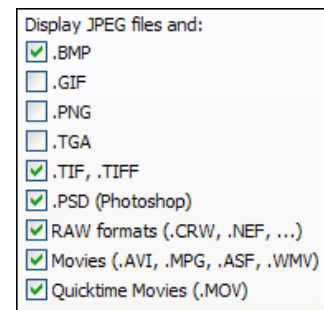 Display JPEG files and:
.BMP
.GIF
.PNG
.TGA
.TIF, .TIFF
.PSD (Photoshop)
RAW formats (.CRW, .NEF, ...)
Movies (.AVI, .MPG, .ASF, .WMV)
Quicktime Movies (.MOV)